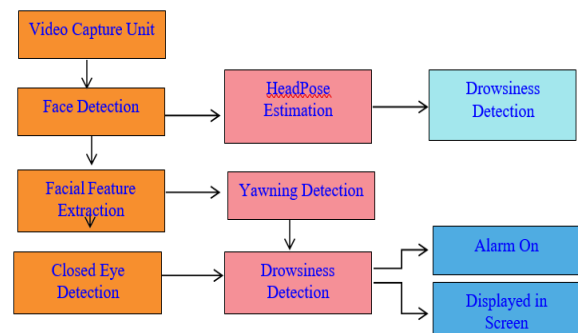 Video Capture Unit
Face Detection
HeadPose
Estimation
Drowsiness
Detection
Facial Feature
Extraction
Yawning Detection
Closed Eye
Detection
Drowsiness
Detection
Alarm On
Displayed in
Screen